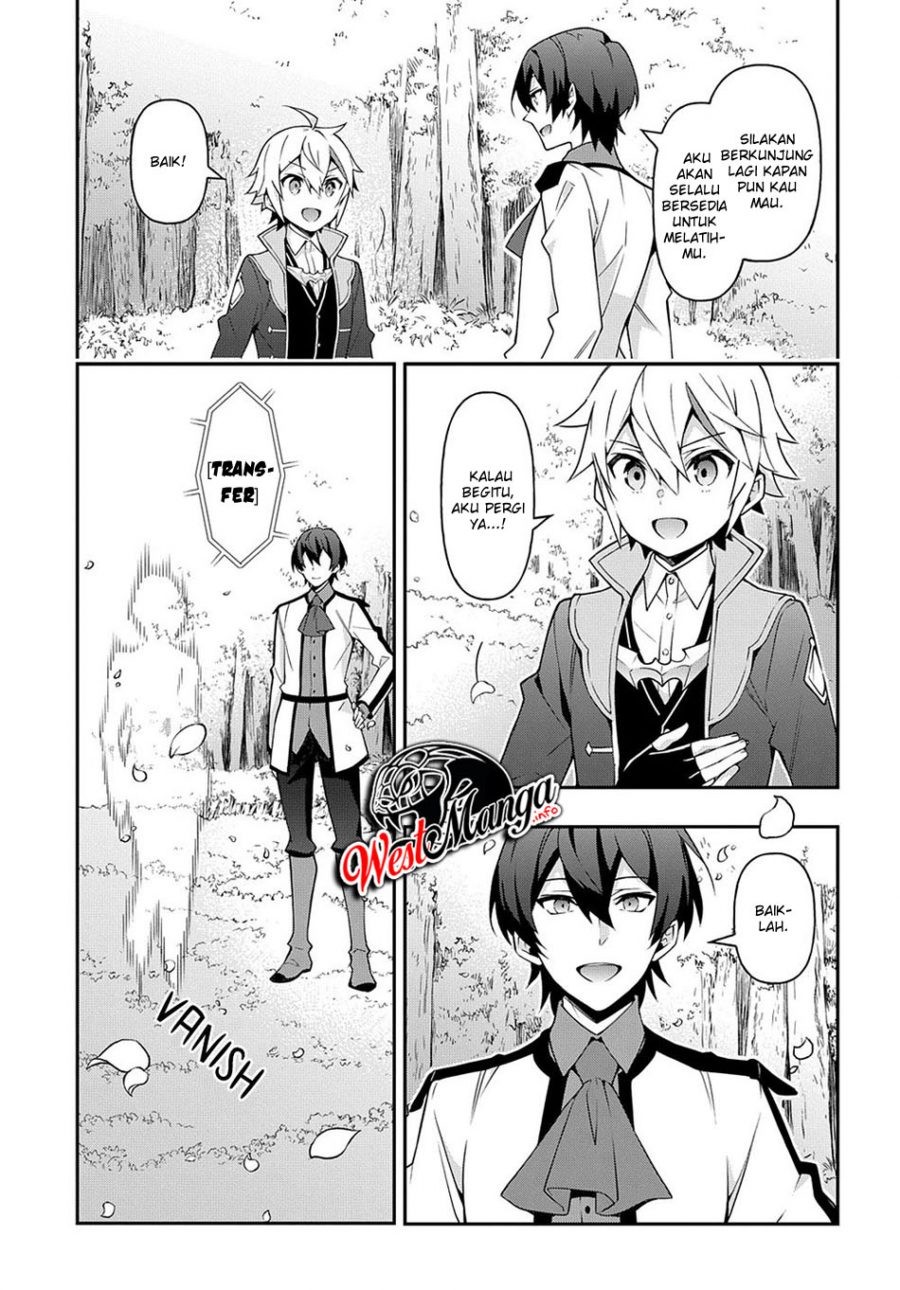 SILAKAN
BERKUNJUNG
LAGI KAPAN
PUN KAU
MAU.
AKU
AKAN
SELALU
BERSEDIA
UNTUK
MELATIH-
MU.
BAIK!
KALAU
BEGITU,
AKU PERGI
YA...!
BAIK-
LAH.
[TRANS-
FER]
WestManga
.info
VANISH